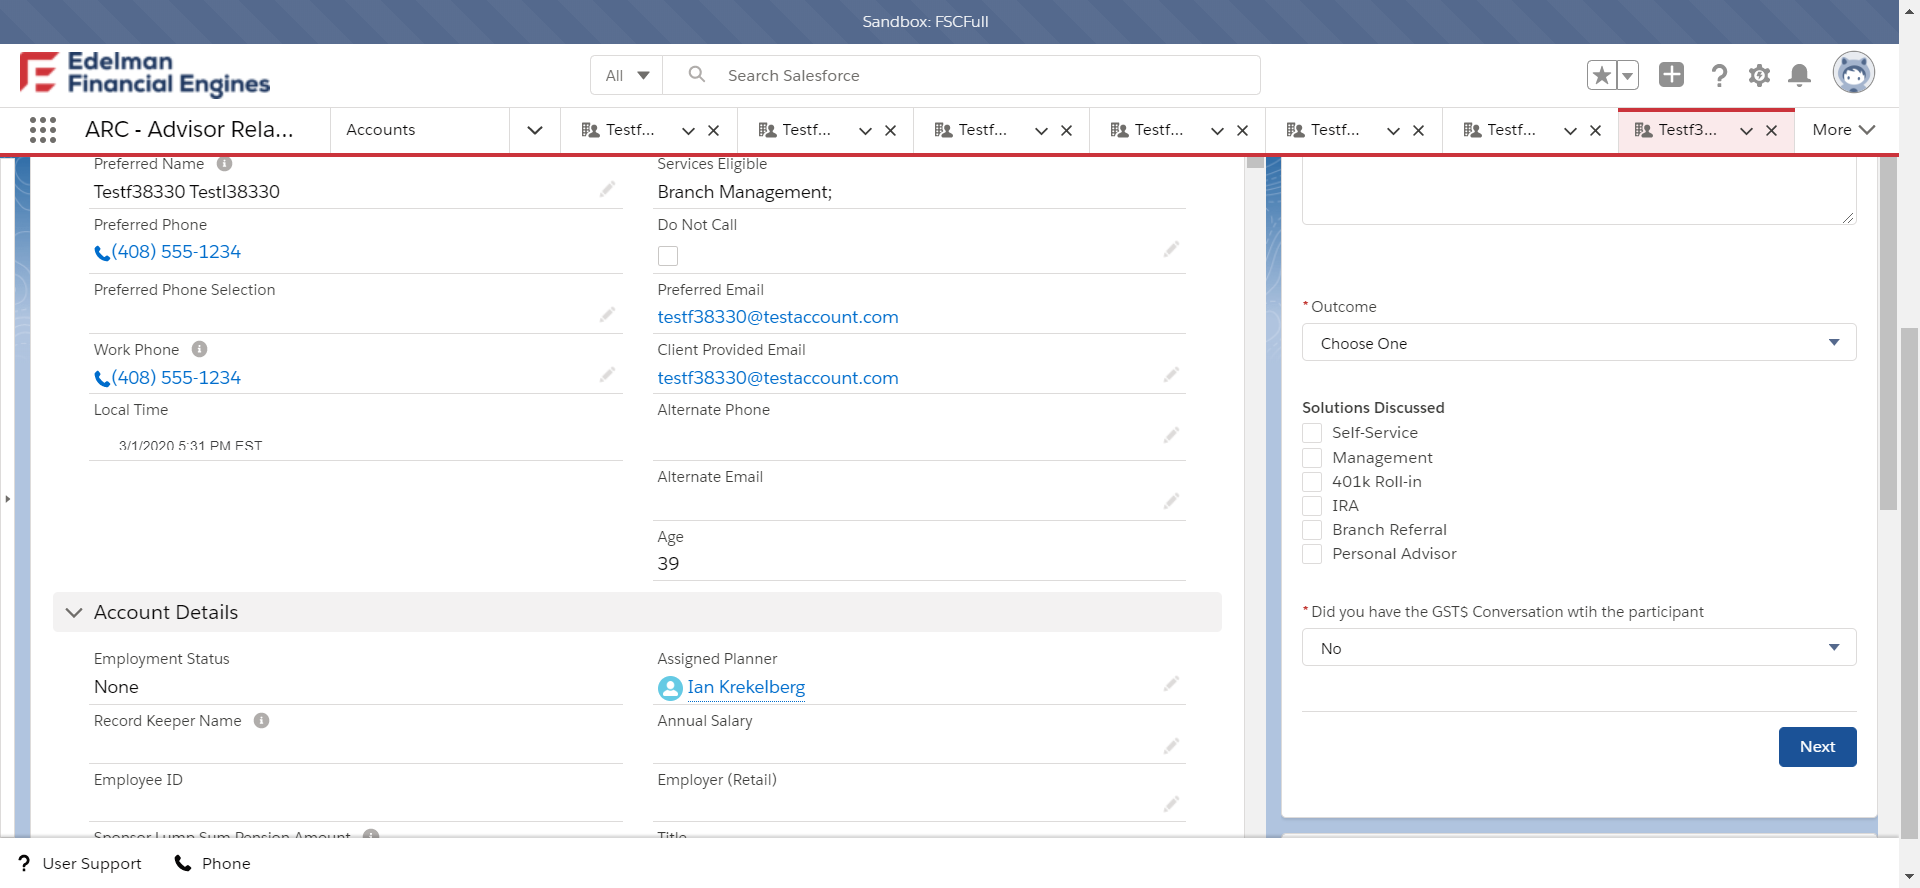 Sandbox: FSCFull
Edelman
Financial Engines
All
Search Salesforce
ARC - Advisor Rela...
Accounts
Testf...
Testf...
Testf...
Testf...
Testf...
Testf...
Testf3...
More
Preferred Name
Testf38330 Testl38330
Services Eligible
Branch Management;
Preferred Phone
(408) 555-1234
Do Not Call
Preferred Phone Selection
Preferred Email
testf38330@testaccount.com
Work Phone
(408) 555-1234
Client Provided Email
testf38330@testaccount.com
Local Time
3/1/2020 5:31 PM EST
Alternate Phone
Alternate Email
Age
39
Account Details
Employment Status
None
Assigned Planner
Ian Krekelberg
Record Keeper Name
Annual Salary
Employee ID
Employer (Retail)
Sponsor Lump Sum Pension Amount
Title
* Outcome
Choose One
Solutions Discussed
Self-Service
Management
401k Roll-in
IRA
Branch Referral
Personal Advisor
* Did you have the GSTS Conversation wtih the participant
No
Next
User Support
Phone